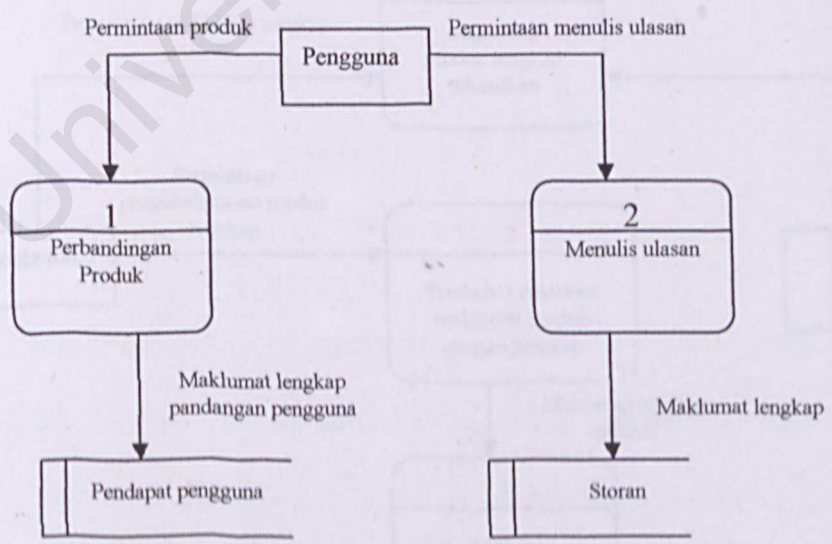 Permintaan produk
Permintaan menulis ulasan
Pengguna
1
Perbandingan
Produk
2
Menulis ulasan
Maklumat lengkap
pandangan pengguna
Maklumat lengkap
Pendapat pengguna
Storan